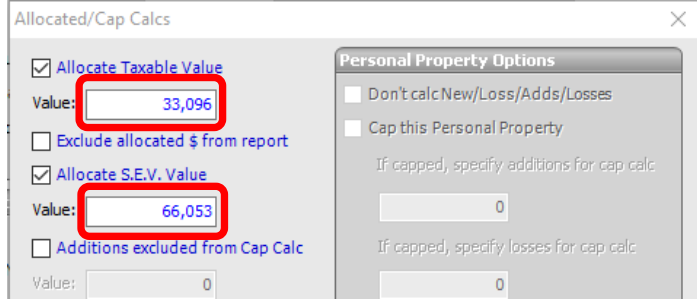 Allocated/Cap Calcs
Allocate Taxable Value
Value: 33,096
Exclude allocated $ from report
Allocate S.E.V. Value
Value: 66,053
Additions excluded from Cap Calc
Value: 0
Personal Property Options
Don't calc New/Loss/Adds/Losses
Cap this Personal Property
If capped, specify additions for cap calc
0
If capped, specify losses for cap calc
0